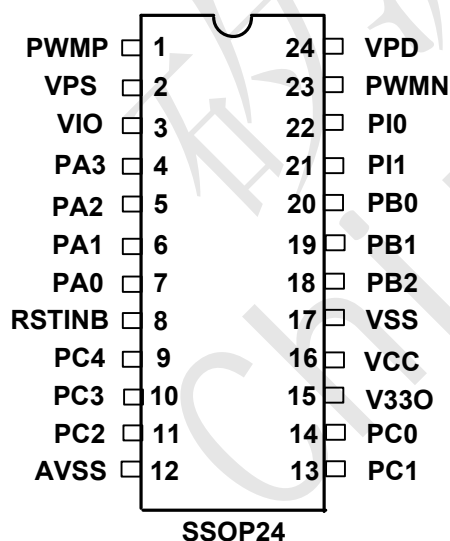 PWMP 1 24 VPD
VPS 2 23 PWMN
VIO 3 22 PI0
PA3 4 21 PI1
PA2 5 20 PB0
PA1 6 19 PB1
PA0 7 18 PB2
RSTINB 8 17 VSS
PC4 9 16 VCC
PC3 10 15 V33O
PC2 11 14 PC0
AVSS 12 13 PC1
SSOP24